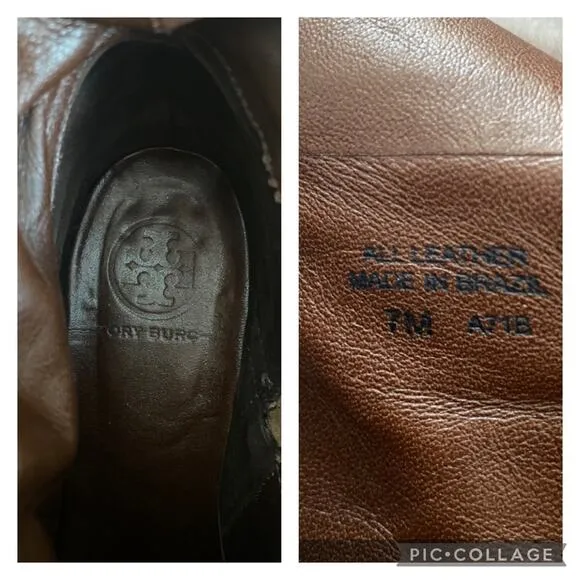 ORY BURC
ALL LEATHER
MADE IN BRAZIL
7M A71B
PIC•COLLAGE